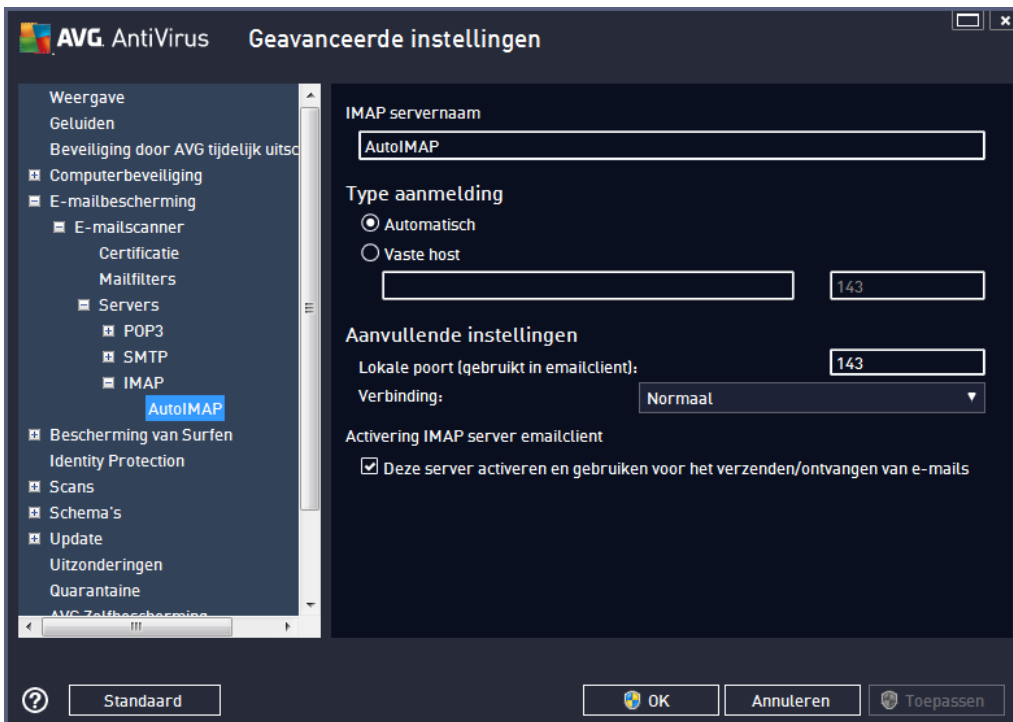 AVG AntiVirus Geavanceerde instellingen
Weergave
Geluiden
Beveiliging door AVG tijdelijk uitsc
Computerbeveiliging
E-mailbescherming
E-mailscanner
Certificatie
Mailfilters
Servers
POP3
SMTP
IMAP
AutoIMAP
Bescherming van Surfen
Identity Protection
Scans
Schema's
Update
Uitzonderingen
Quarantaine
AVG Zelfbescherming
IMAP servernaam
AutoIMAP
Type aanmelding
Automatisch
Vaste host
143
Aanvullende instellingen
Lokale poort (gebruikt in emailclient): 143
Verbinding: Normaal
Activering IMAP server emailclient
Deze server activeren en gebruiken voor het verzenden/ontvangen van e-mails
Standaard OK Annuleren Toepassen